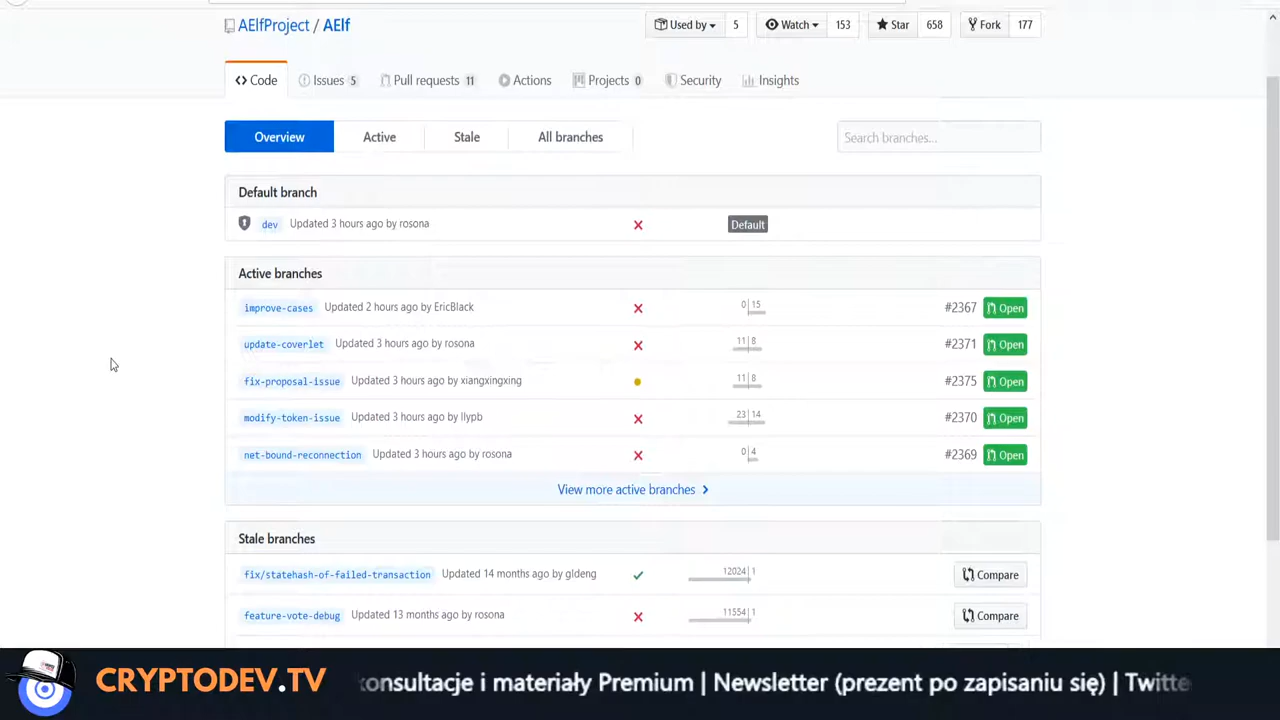 AElfProject / AElf
Used by 5 Watch 153 Star 658 Fork 177
Code Issues 5 Pull requests 11 Actions Projects 0 Security Insights
Overview Active Stale All branches Search branches...
Default branch
dev Updated 3 hours ago by rosona Default
Active branches
improve-cases Updated 2 hours ago by EricBlack 0 15 #2367 Open
update-coverlet Updated 3 hours ago by rosona 11 8 #2371 Open
fix-proposal-issue Updated 3 hours ago by xiangxingxing 11 8 #2375 Open
modify-token-issue Updated 3 hours ago by llypb 23 14 #2370 Open
net-bound-reconnection Updated 3 hours ago by rosona 0 4 #2369 Open
View more active branches
Stale branches
fix/statehash-of-failed-transaction Updated 14 months ago by gldeng 12024 1 Compare
feature-vote-debug Updated 13 months ago by rosona 11554 1 Compare
CRYPTODEV.TV konsultacje i materiały Premium | Newsletter (prezent po zapisaniu się) | Twitte